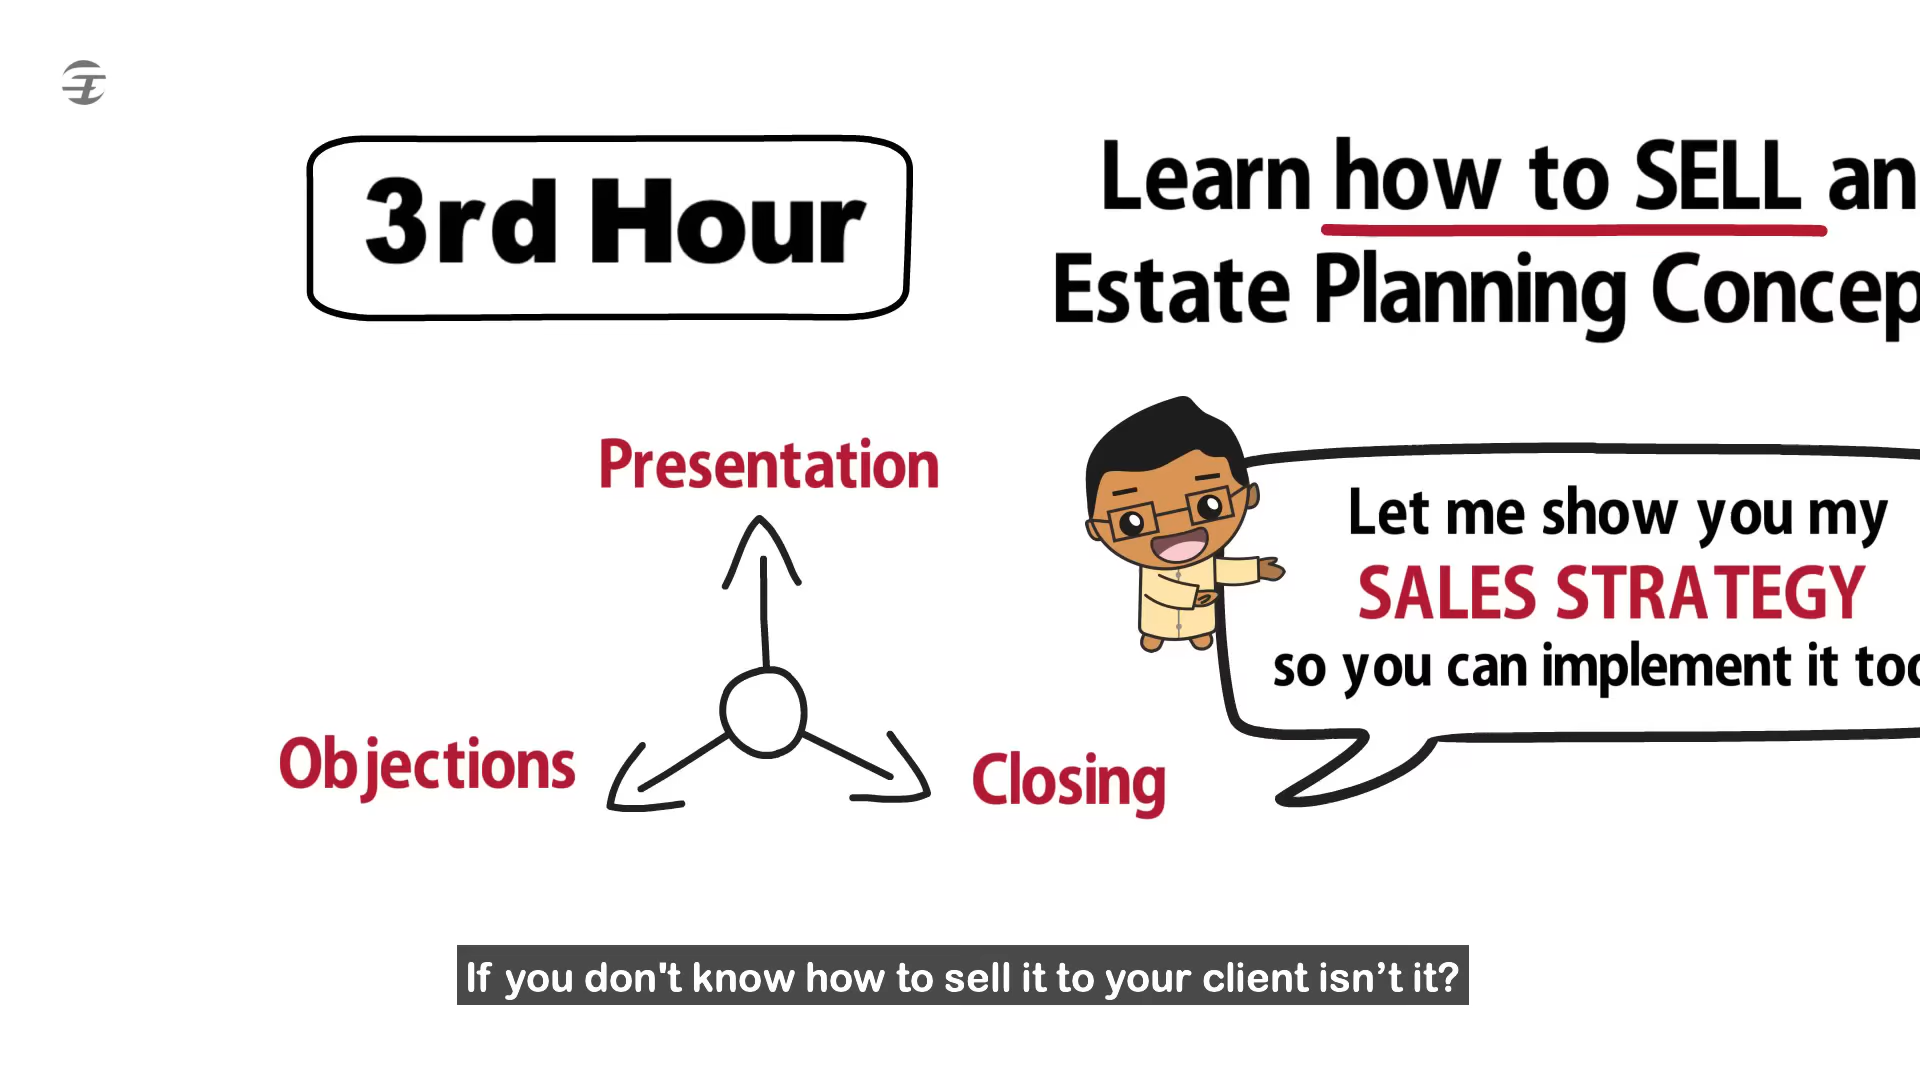 3rd Hour
Learn how to SELL an
Estate Planning Concep
Presentation
Objections
Closing
Let me show you my
SALES STRATEGY
so you can implement it too
If you don't know how to sell it to your client isn’t it?